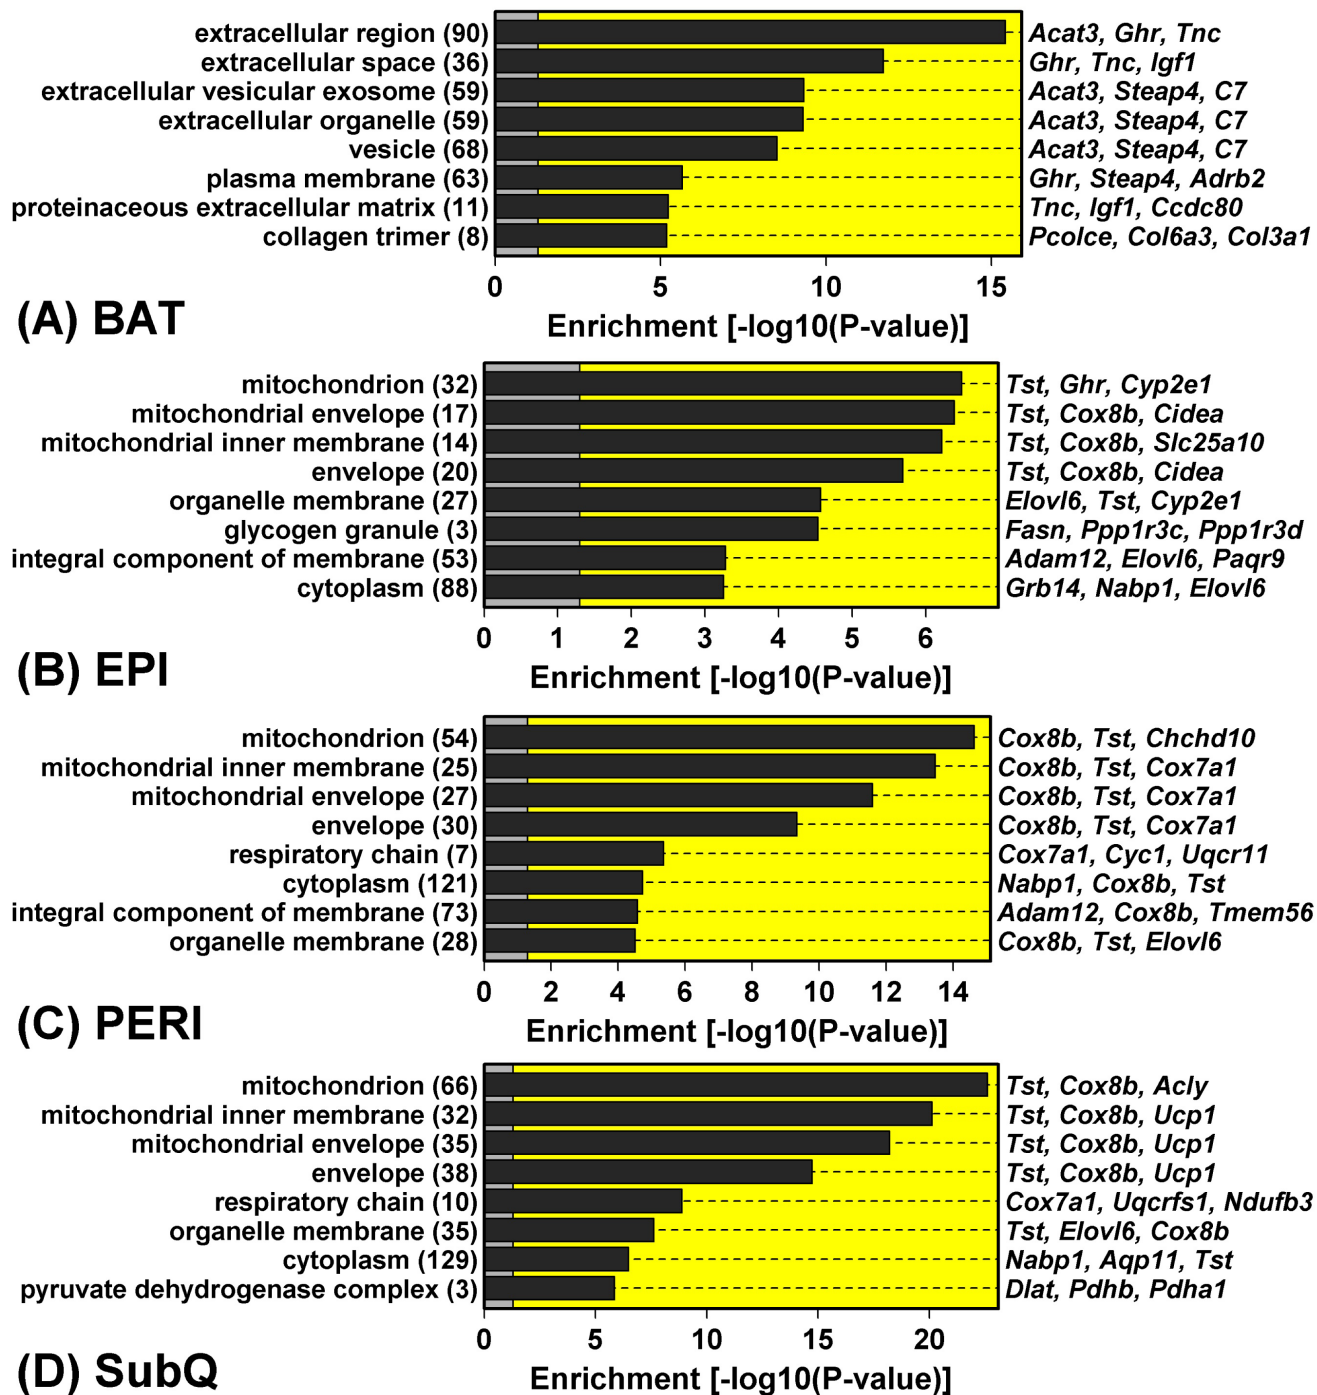 extracellular region (90) Acat3, Ghr, Tnc
extracellular space (36) Ghr, Tnc, Igf1
extracellular vesicular exosome (59) Acat3, Steap4, C7
extracellular organelle (59) Acat3, Steap4, C7
vesicle (68) Acat3, Steap4, C7
plasma membrane (63) Ghr, Steap4, Adrb2
proteinaceous extracellular matrix (11) Tnc, Igf1, Ccdc80
collagen trimer (8) Pcolce, Col6a3, Col3a1
0 5 10 15
(A) BAT
Enrichment [-log10(P-value)]
mitochondrion (32) Tst, Ghr, Cyp2e1
mitochondrial envelope (17) Tst, Cox8b, Cidea
mitochondrial inner membrane (14) Tst, Cox8b, Slc25a10
envelope (20) Tst, Cox8b, Cidea
organelle membrane (27) Elovl6, Tst, Cyp2e1
glycogen granule (3) Fasn, Ppp1r3c, Ppp1r3d
integral component of membrane (53) Adam12, Elovl6, Paqr9
cytoplasm (88) Grb14, Nabp1, Elovl6
0 1 2 3 4 5 6
(B) EPI
Enrichment [-log10(P-value)]
mitochondrion (54) Cox8b, Tst, Chchd10
mitochondrial inner membrane (25) Cox8b, Tst, Cox7a1
mitochondrial envelope (27) Cox8b, Tst, Cox7a1
envelope (30) Cox8b, Tst, Cox7a1
respiratory chain (7) Cox7a1, Cyc1, Uqcr11
cytoplasm (121) Nabp1, Cox8b, Tst
integral component of membrane (73) Adam12, Cox8b, Tmem56
organelle membrane (28) Cox8b, Tst, Elovl6
0 2 4 6 8 10 12 14
(C) PERI
Enrichment [-log10(P-value)]
mitochondrion (66) Tst, Cox8b, Acly
mitochondrial inner membrane (32) Tst, Cox8b, Ucp1
mitochondrial envelope (35) Tst, Cox8b, Ucp1
envelope (38) Tst, Cox8b, Ucp1
respiratory chain (10) Cox7a1, Uqcrfs1, Ndufb3
organelle membrane (35) Tst, Elovl6, Cox8b
cytoplasm (129) Nabp1, Aqp11, Tst
pyruvate dehydrogenase complex (3) Dlat, Pdhb, Pdha1
0 5 10 15 20
(D) SubQ
Enrichment [-log10(P-value)]